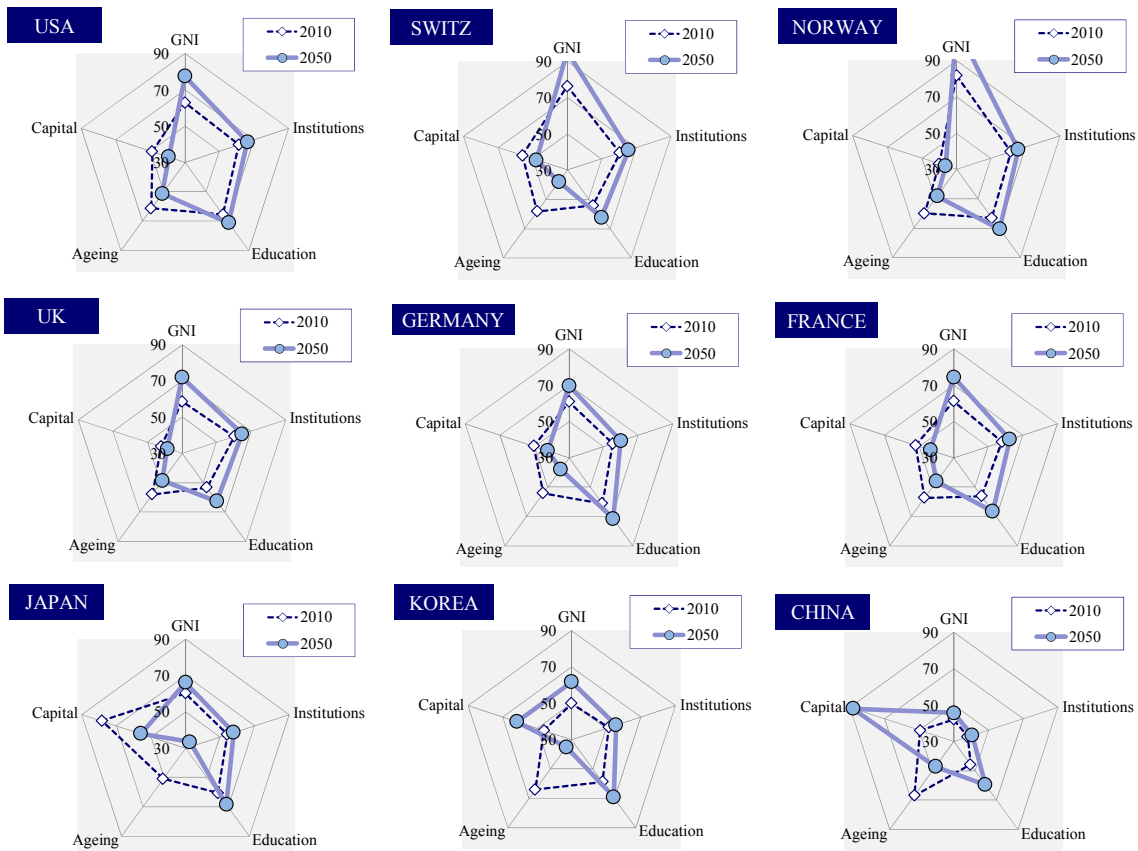 USA
2010
2050
GNI
90
70
50
30
Institutions
Education
Ageing
Capital
SWITZ
2010
2050
GNI
90
70
50
30
Institutions
Education
Ageing
Capital
NORWAY
2010
2050
GNI
90
70
50
30
Institutions
Education
Ageing
Capital
UK
2010
2050
GNI
90
70
50
30
Institutions
Education
Ageing
Capital
GERMANY
2010
2050
GNI
90
70
50
30
Institutions
Education
Ageing
Capital
FRANCE
2010
2050
GNI
90
70
50
30
Institutions
Education
Ageing
Capital
JAPAN
2010
2050
GNI
90
70
50
30
Institutions
Education
Ageing
Capital
KOREA
2010
2050
GNI
90
70
50
30
Institutions
Education
Ageing
Capital
CHINA
2010
2050
GNI
90
70
50
30
Institutions
Education
Ageing
Capital